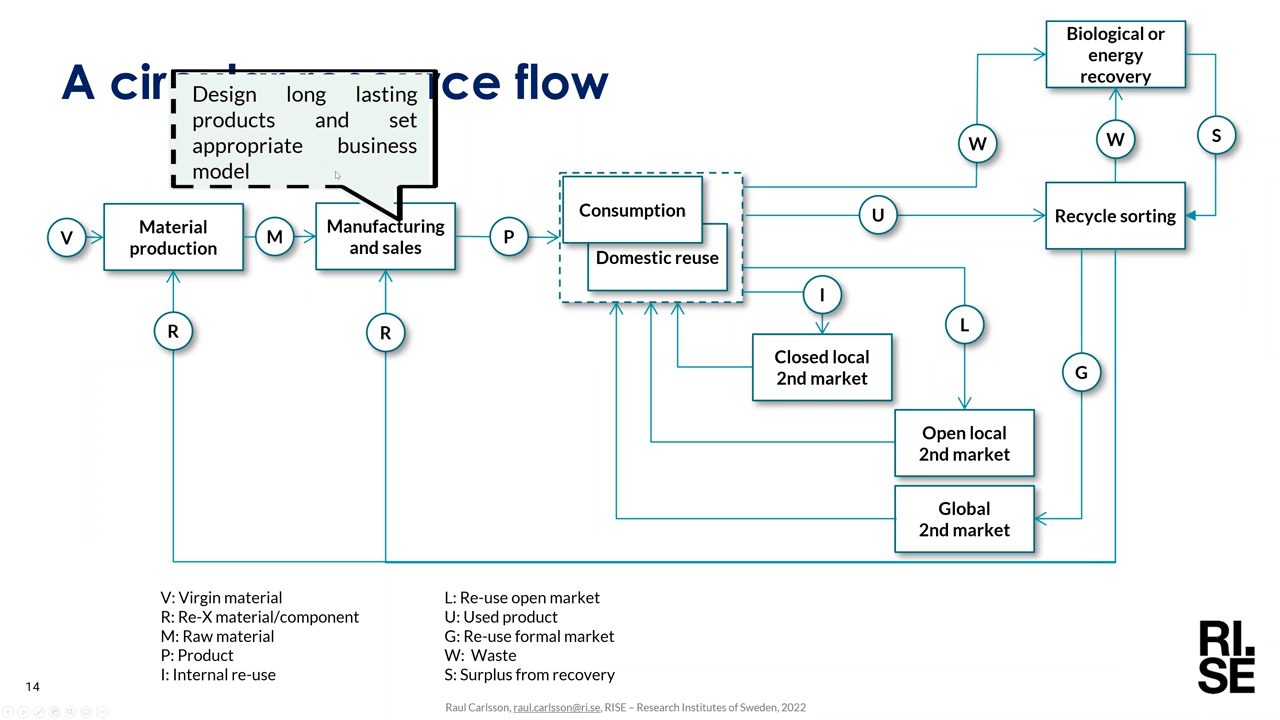 A cir rce flow
Design long lasting
products and set
appropriate business
model
Biological or
energy
recovery
W
W
S
V
Material
production
M
Manufacturing
and sales
P
Consumption
Domestic reuse
U
Recycle sorting
I
L
R
R
Closed local
2nd market
G
Open local
2nd market
Global
2nd market
V: Virgin material
R: Re-X material/component
M: Raw material
P: Product
I: Internal re-use
L: Re-use open market
U: Used product
G: Re-use formal market
W: Waste
S: Surplus from recovery
RI.
SE
14
Raul Carlsson, raul.carlsson@ri.se, RISE – Research Institutes of Sweden, 2022